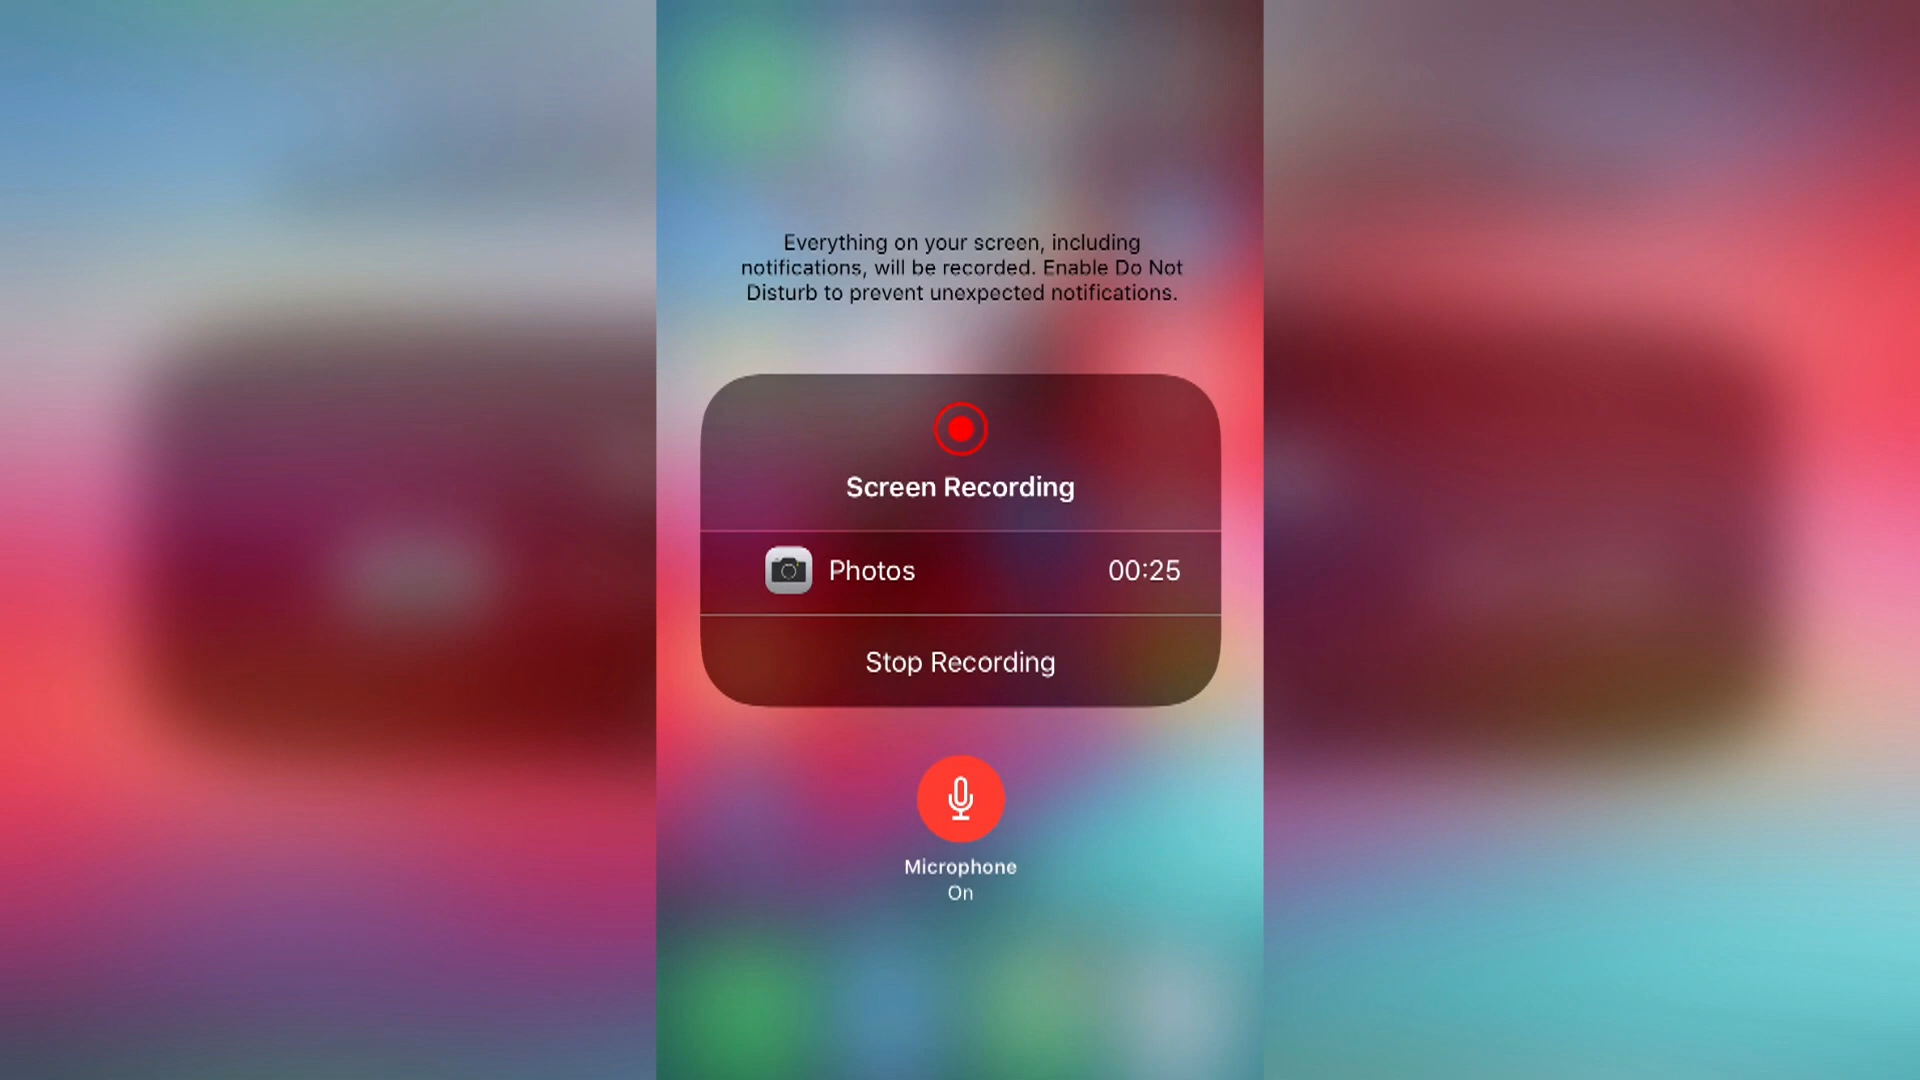 Everything on your screen, including
notifications, will be recorded. Enable Do Not
Disturb to prevent unexpected notifications.
Screen Recording
Photos 00:25
Stop Recording
Microphone
On